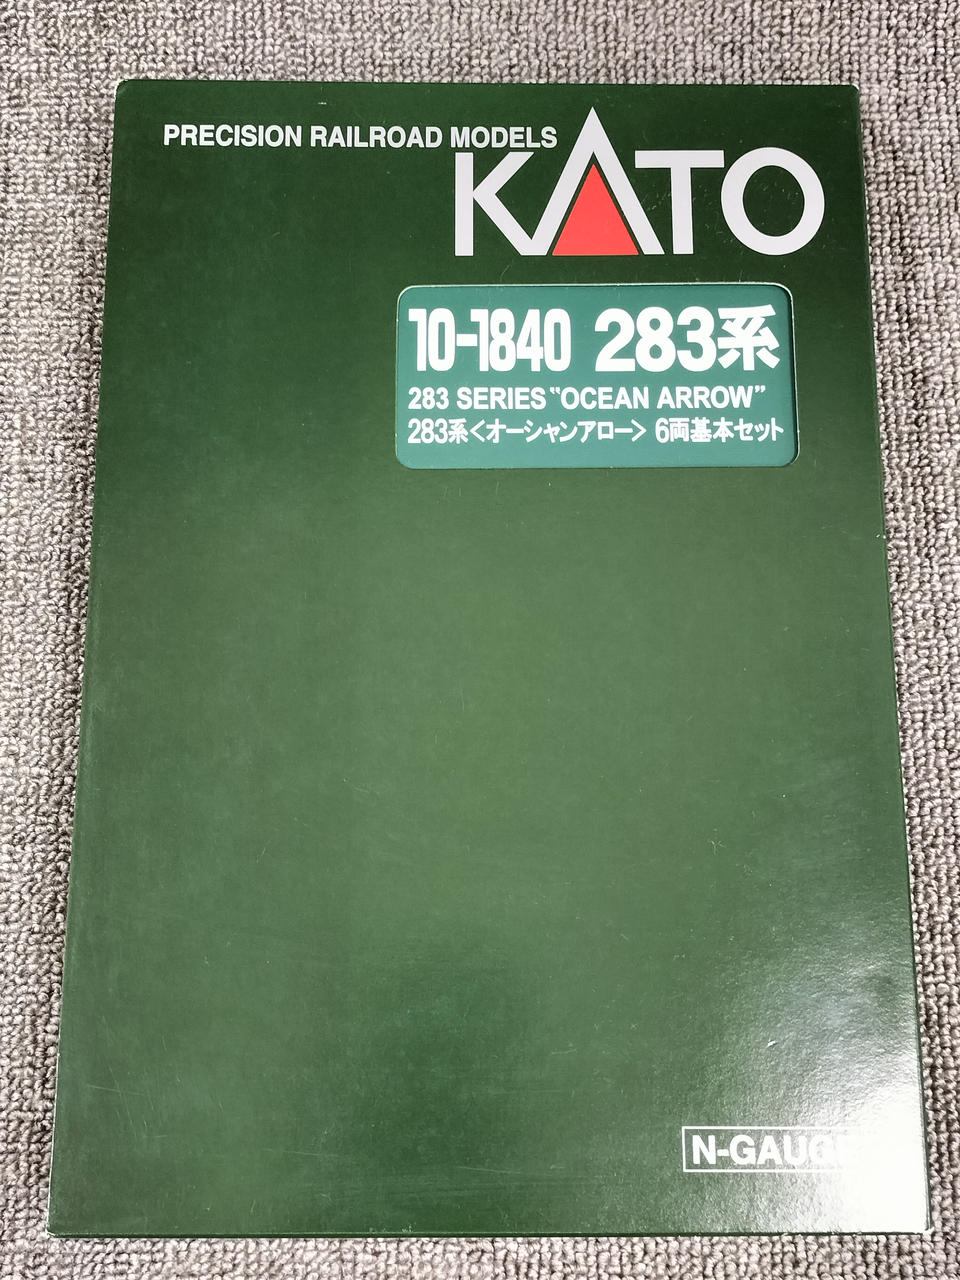 PRECISION RAILROAD MODELS
KATO
10-1840 283系
283 SERIES "OCEAN ARROW"
283系<オーシャンアロー> 6両基本セット
N-GAUGE